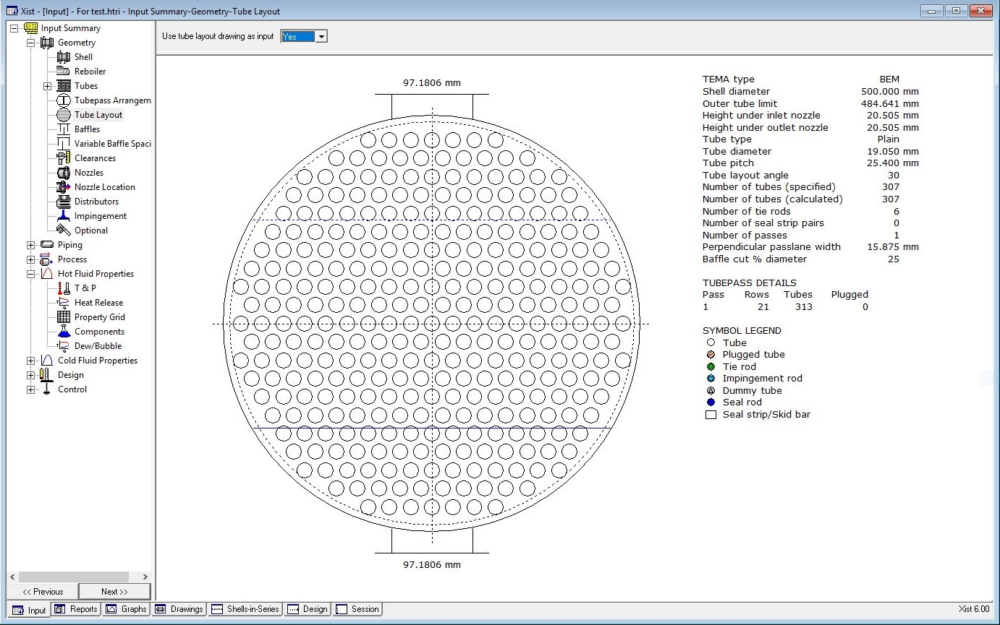 Xist - [Input] - For test.htri - Input Summary-Geometry-Tube Layout
Input Summary
Geometry
Shell
Reboiler
Tubes
Tubepass Arrangem
Tube Layout
Baffles
Variable Baffle Spaci
Clearances
Nozzles
Nozzle Location
Distributors
Impingement
Optional
Piping
Process
Hot Fluid Properties
T & P
Heat Release
Property Grid
Components
Dew/Bubble
Cold Fluid Properties
Design
Control
<< Previous
Next >>
Use tube layout drawing as input Yes
97.1806 mm
97.1806 mm
TEMA type BEM
Shell diameter 500.000 mm
Outer tube limit 484.641 mm
Height under inlet nozzle 20.505 mm
Height under outlet nozzle 20.505 mm
Tube type Plain
Tube diameter 19.050 mm
Tube pitch 25.400 mm
Tube layout angle 30
Number of tubes (specified) 307
Number of tubes (calculated) 307
Number of tie rods 6
Number of seal strip pairs 0
Number of passes 1
Perpendicular passlane width 15.875 mm
Baffle cut % diameter 25
TUBEPASS DETAILS
Pass Rows Tubes Plugged
1 21 313 0
SYMBOL LEGEND
Tube
Plugged tube
Tie rod
Impingement rod
Dummy tube
Seal rod
Seal strip/Skid bar
Input Reports Graphs Drawings Shells-in-Series Design Session
Xist 6.00